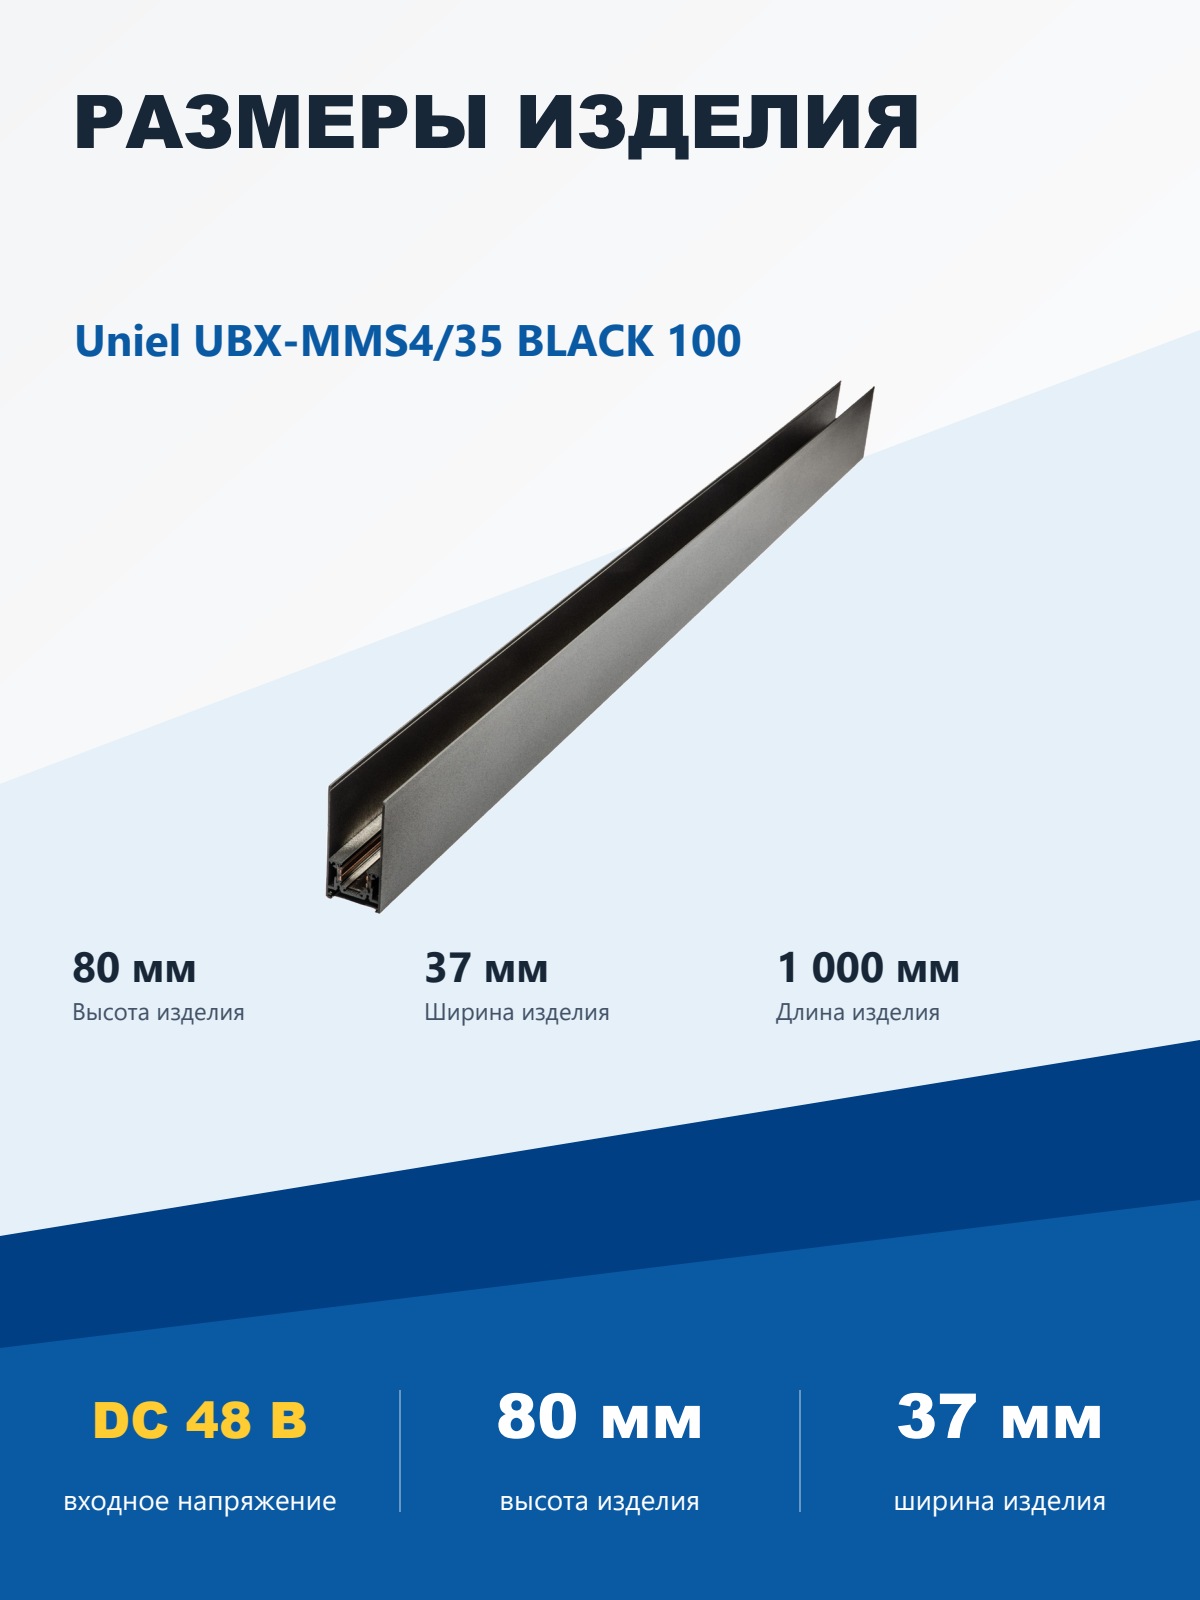 РАЗМЕРЫ ИЗДЕЛИЯ
Uniel UBX-MMS4/35 BLACK 100
80 мм 37 мм 1 000 мм
Высота изделия Ширина изделия Длина изделия
DC 48 В 80 мм 37 мм
входное напряжение высота изделия ширина изделия